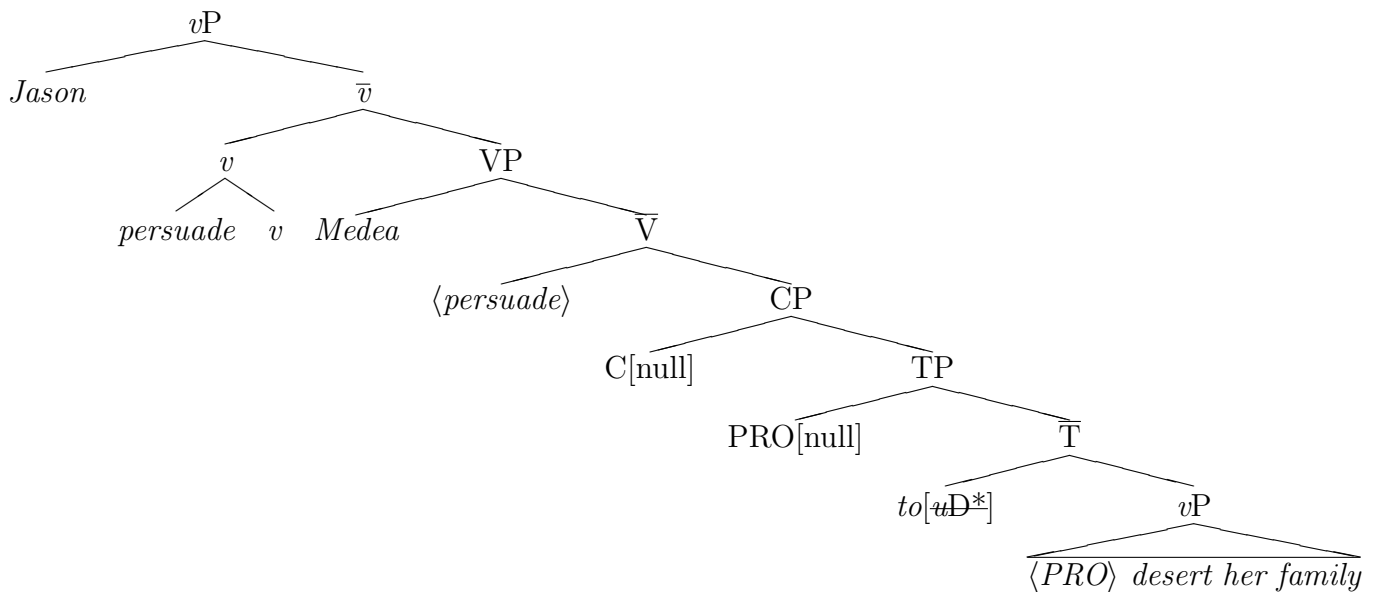 vP
Jason v̅
v VP
persuade v Medea V̅
⟨persuade⟩ CP
C[null] TP
PRO[null] T̅
to[uD*] vP
⟨PRO⟩ desert her family